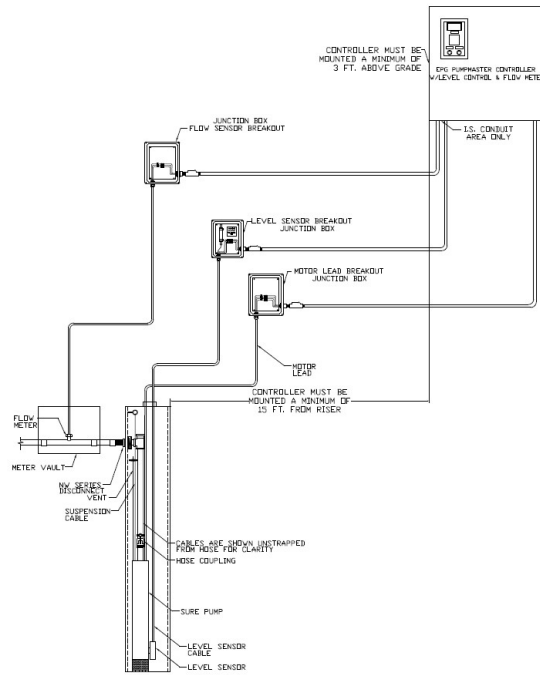 CONTROLLER MUST BE
MOUNTED A MINIMUM OF
3 FT. ABOVE GRADE
EPG PUMPMASTER CONTROLLER
W/LEVEL CONTROL & FLOW METE
I.S. CONDUIT
AREA ONLY
JUNCTION BOX
FLOW SENSOR BREAKOUT
LEVEL SENSOR BREAKOUT
JUNCTION BOX
MOTOR LEAD BREAKOUT
JUNCTION BOX
MOTOR
LEAD
CONTROLLER MUST BE
MOUNTED A MINIMUM OF
15 FT. FROM RISER
FLOW
METER
METER VAULT
NW SERIES
DISCONNECT
VENT
SUSPENSION
CABLE
CABLES ARE SHOWN UNSTRAPPED
FROM HOSE FOR CLARITY
HOSE COUPLING
SURE PUMP
LEVEL SENSOR
CABLE
LEVEL SENSOR